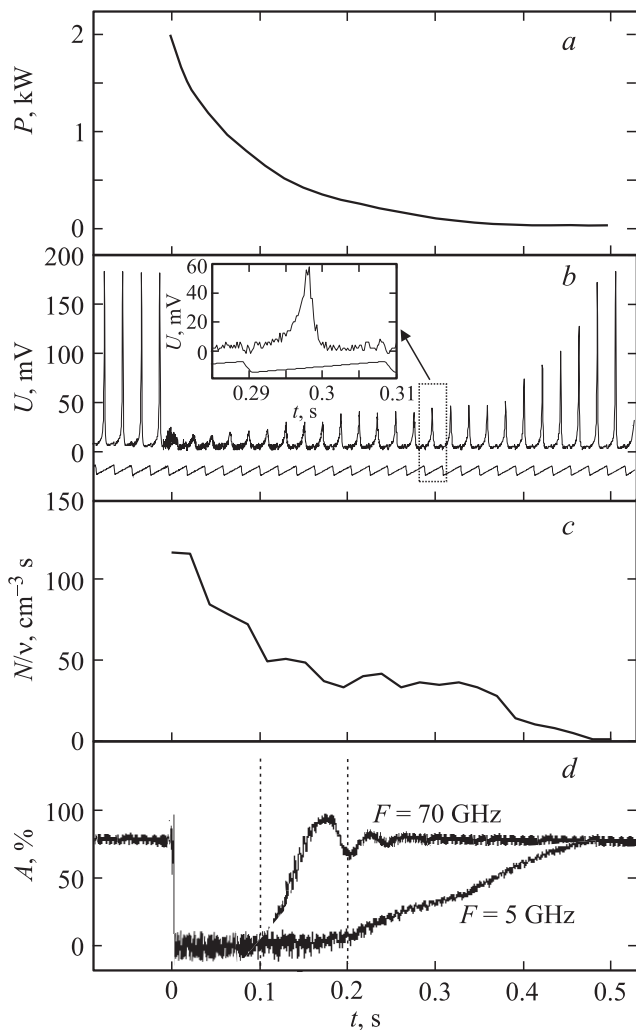 2
a
P, kW
1
0
200
b
150
U, mV
100
50
0
60
U, mV
40
20
0
0.29
0.3
0.31
t, s
150
c
N/ν, cm⁻³ s
100
50
0
d
100
A, %
50
0
F = 70 GHz
F = 5 GHz
0
0.1
0.2
0.3
0.4
0.5
t, s